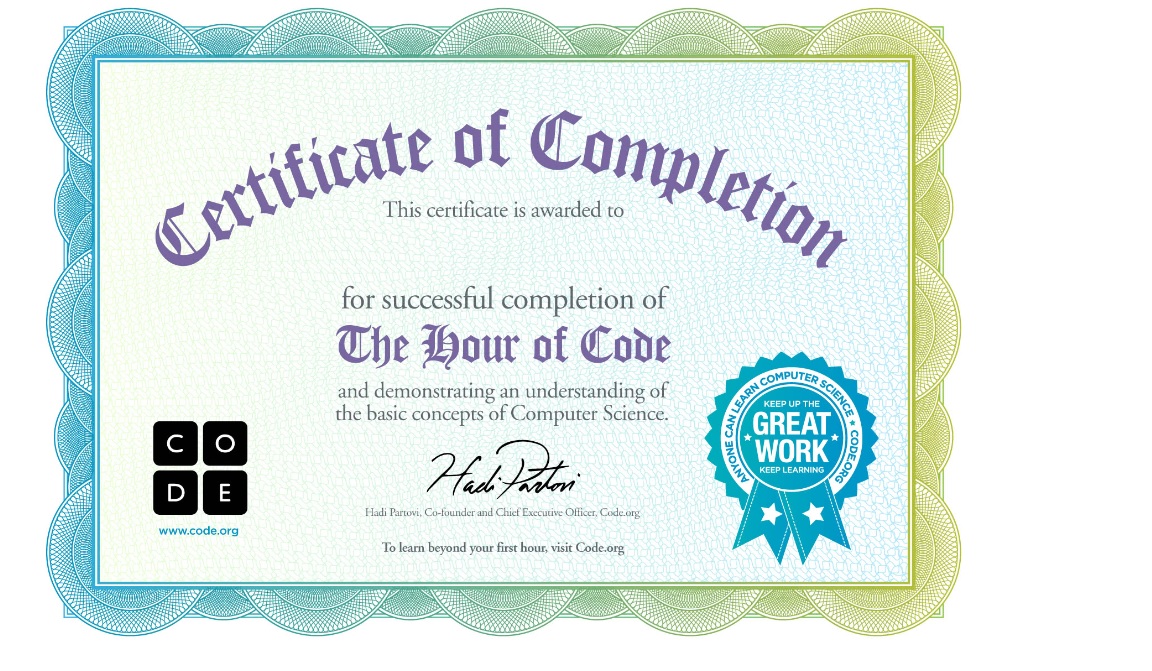 Certificate of Completion
This certificate is awarded to
for successful completion of
The Hour of Code
and demonstrating an understanding of
the basic concepts of Computer Science.
C O
D E
www.code.org
Hadi Partovi
Hadi Partovi, Co-founder and Chief Executive Officer, Code.org
To learn beyond your first hour, visit Code.org
ANYONE CAN LEARN COMPUTER SCIENCE ★ CODE.ORG
KEEP UP THE
GREAT
WORK
KEEP LEARNING